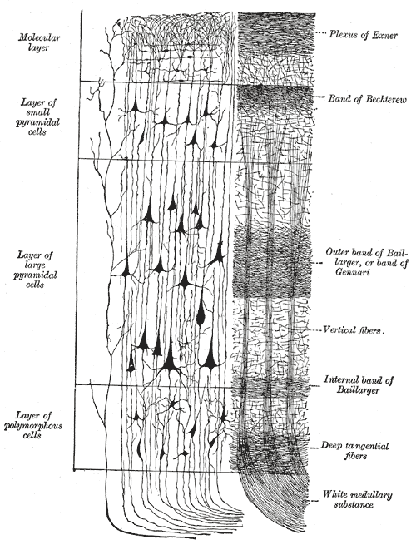 Molecular
layer
Plexus of Exner
Layer of
small
pyramidal
cells
Band of Bechterew
Layer of
large
pyramidal
cells
Outer band of Bail-
larger, or band of
Gennari
Vertical fibers.
Internal band of
Baillarger
Layer of
polymorphous
cells
Deep tangential
fibers
White medullary
substance